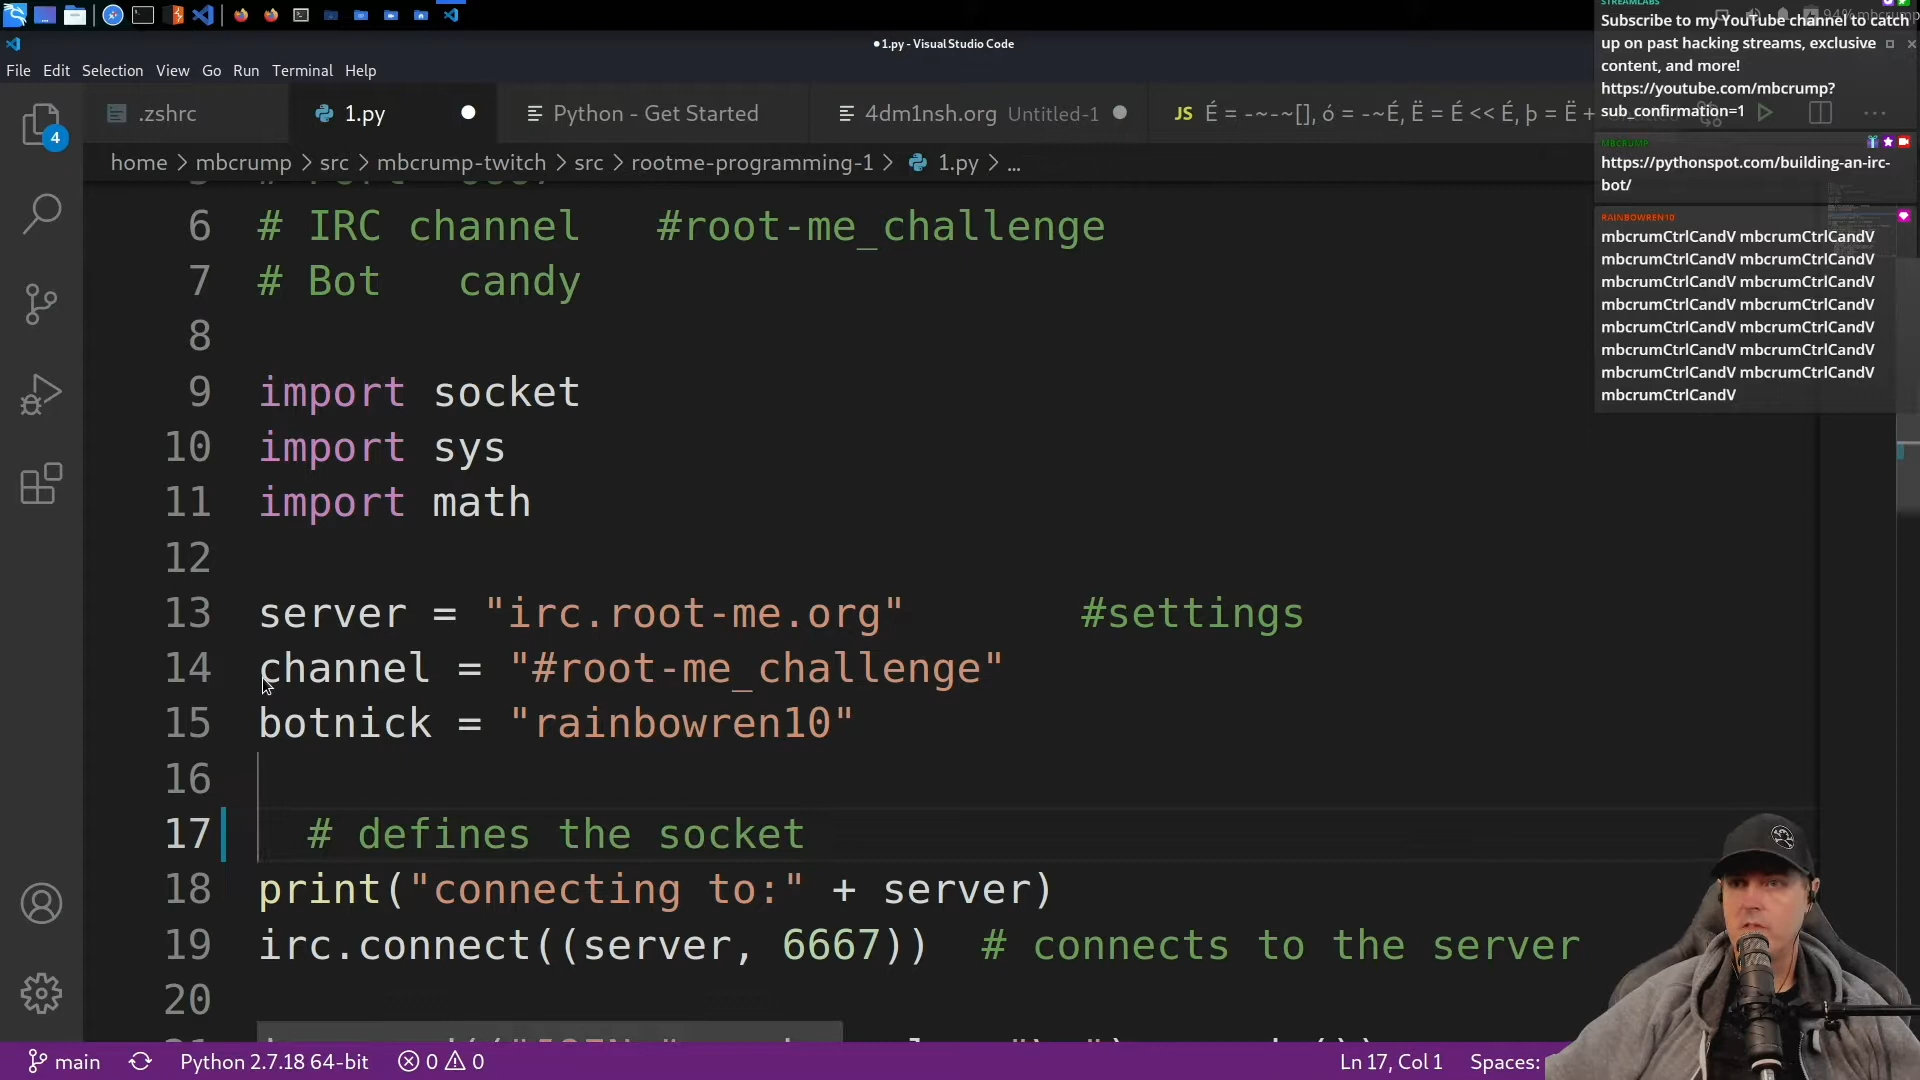 1.py - Visual Studio Code
File Edit Selection View Go Run Terminal Help
.zshrc
1.py
Python - Get Started
4dm1nsh.org Untitled-1
JS É = -~-~[], ó = -~É, Ë = É << É, þ = Ë +
home > mbcrump > src > mbcrump-twitch > src > rootme-programming-1 > 1.py > ...
4
6 # IRC channel #root-me_challenge
7 # Bot candy
8
9 import socket
10 import sys
11 import math
12
13 server = "irc.root-me.org" #settings
14 channel = "#root-me_challenge"
15 botnick = "rainbowren10"
16
17 # defines the socket
18 print("connecting to:" + server)
19 irc.connect((server, 6667)) # connects to the server
20
main
Python 2.7.18 64-bit
0 0
Ln 17, Col 1
Spaces:
STREAMLABS
Subscribe to my YouTube channel to catch
up on past hacking streams, exclusive
content, and more!
https://youtube.com/mbcrump?
sub_confirmation=1
MBCRUMP
https://pythonspot.com/building-an-irc-
bot/
RAINBOWREN10
mbcrumCtrlCandV mbcrumCtrlCandV
mbcrumCtrlCandV mbcrumCtrlCandV
mbcrumCtrlCandV mbcrumCtrlCandV
mbcrumCtrlCandV mbcrumCtrlCandV
mbcrumCtrlCandV mbcrumCtrlCandV
mbcrumCtrlCandV mbcrumCtrlCandV
mbcrumCtrlCandV mbcrumCtrlCandV
mbcrumCtrlCandV